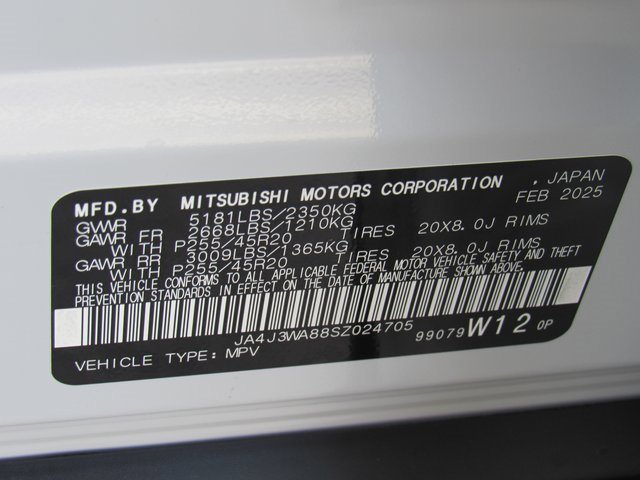 MFD.BY MITSUBISHI MOTORS CORPORATION , JAPAN
GVWR 5181LBS/2350KG FEB 2025
GAWR FR 2668LBS/1210KG
WITH P255/45R20 TIRES 20X8.0J RIMS
GAWR RR 3009LBS/1365KG
WITH P255/45R20 TIRES 20X8.0J RIMS
THIS VEHICLE CONFORMS TO ALL APPLICABLE FEDERAL MOTOR VEHICLE SAFETY AND THEFT
PREVENTION STANDARDS IN EFFECT ON THE DATE OF MANUFACTURE SHOWN ABOVE.
JA4J3WA88SZ024705 99079 W12 0P
VEHICLE TYPE: MPV